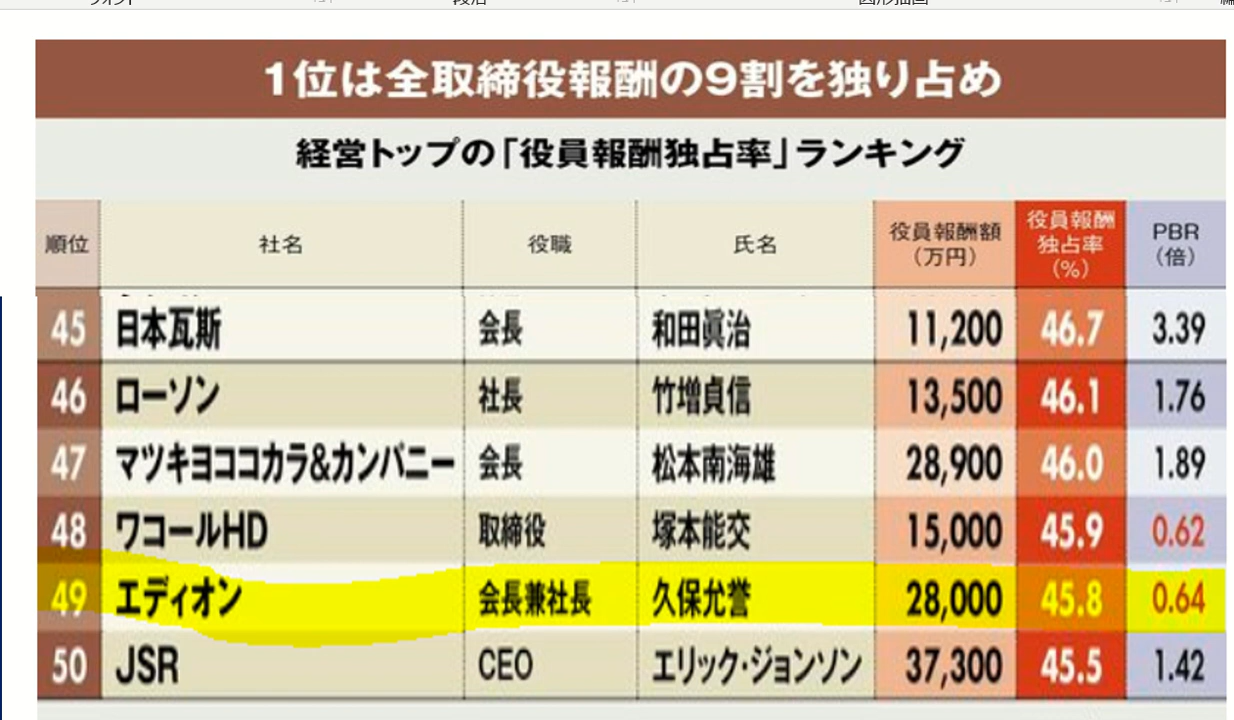 1位は全取締役報酬の9割を独り占め
経営トップの「役員報酬独占率」ランキング
順位 社名 役職 氏名 役員報酬額（万円） 役員報酬独占率（%） PBR（倍）
45 日本瓦斯 会長 和田眞治 11,200 46.7 3.39
46 ローソン 社長 竹増貞信 13,500 46.1 1.76
47 マツキヨココカラ&カンパニー 会長 松本南海雄 28,900 46.0 1.89
48 ワコールHD 取締役 塚本能交 15,000 45.9 0.62
49 エディオン 会長兼社長 久保允誉 28,000 45.8 0.64
50 JSR CEO エリック・ジョンソン 37,300 45.5 1.42